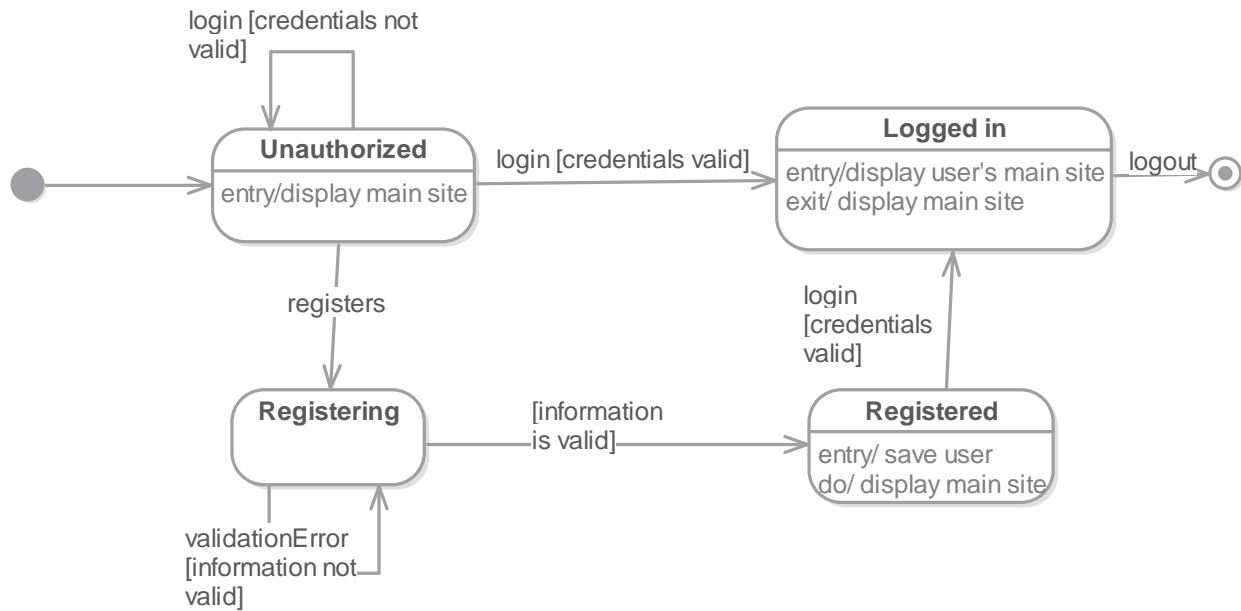 login [credentials not
valid]
Unauthorized
entry/display main site
login [credentials valid]
Logged in
entry/display user's main site
exit/ display main site
logout
registers
login
[credentials
valid]
Registering
[information
is valid]
Registered
entry/ save user
do/ display main site
validationError
[information not
valid]